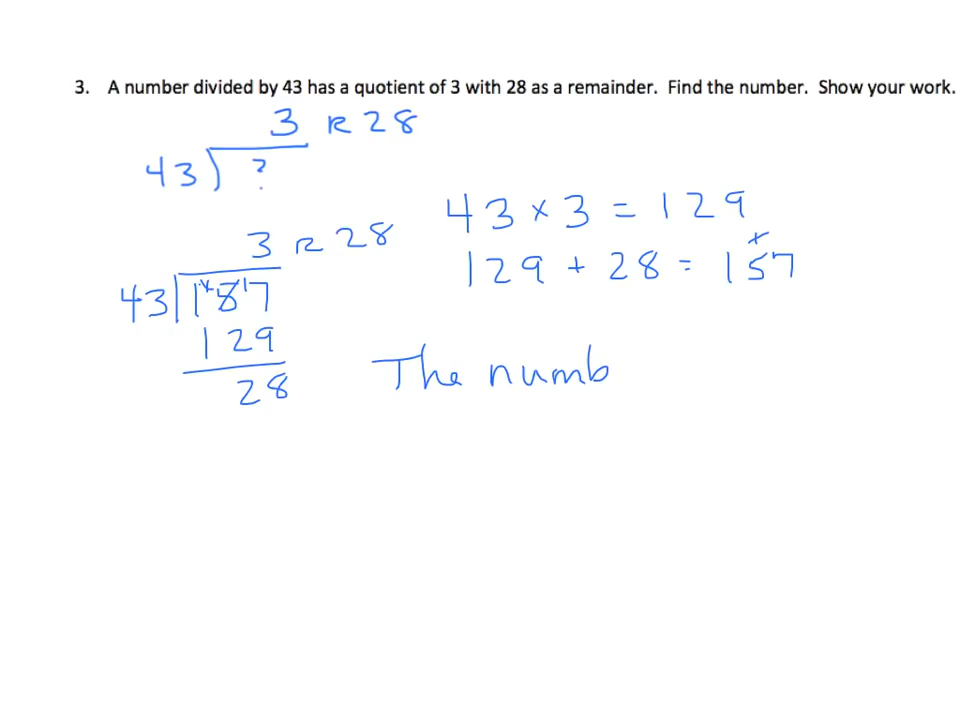 3. A number divided by 43 has a quotient of 3 with 28 as a remainder. Find the number. Show your work.
3 R 28
43) ?
43 × 3 = 129
3 R 28
129 + 28 = 157
43 187
129
28
The numb